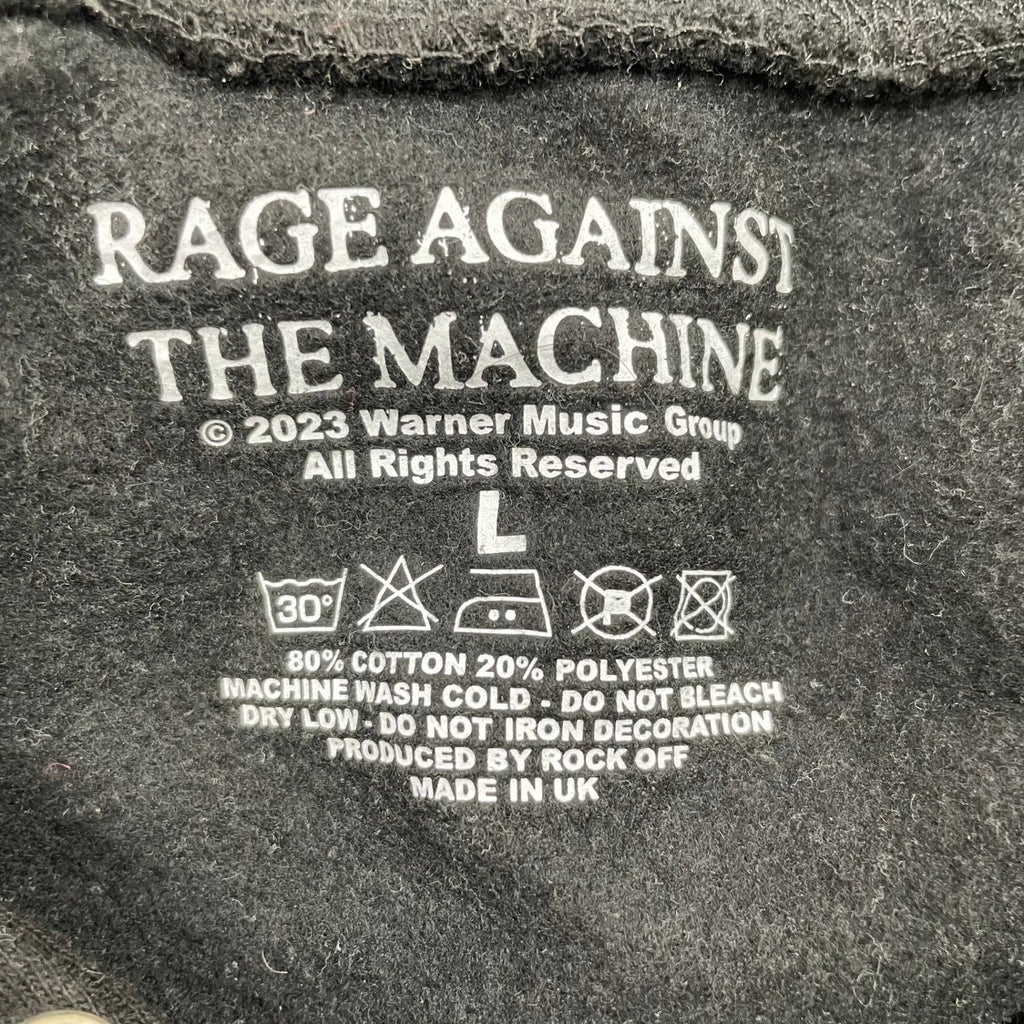 RAGE AGAINST
THE MACHINE
© 2023 Warner Music Group
All Rights Reserved
L
30° P
80% COTTON 20% POLYESTER
MACHINE WASH COLD - DO NOT BLEACH
DRY LOW - DO NOT IRON DECORATION
PRODUCED BY ROCK OFF
MADE IN UK